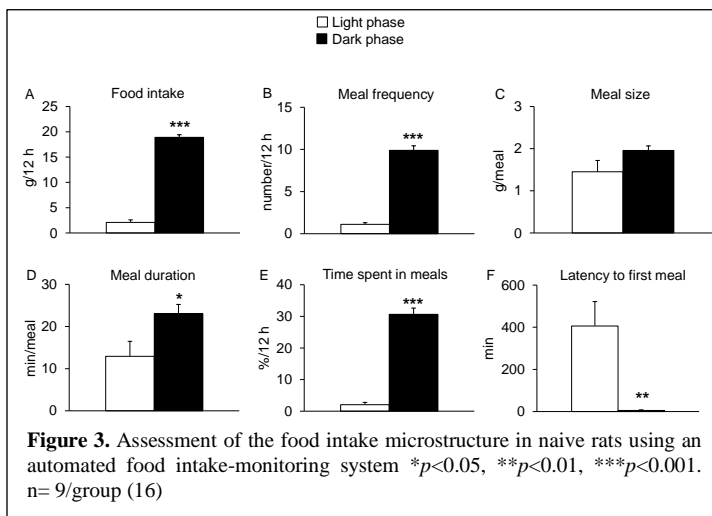 Light phase
Dark phase
A Food intake
g/12 h
25
20
15
10
5
0
***
B Meal frequency
number/12 h
15
10
5
0
***
C Meal size
g/meal
3
2
1
0
D Meal duration
min/meal
30
20
10
0
*
E Time spent in meals
%/12 h
40
30
20
10
0
***
F Latency to first meal
min
600
400
200
0
**
Figure 3. Assessment of the food intake microstructure in naive rats using an
automated food intake-monitoring system *p<0.05, **p<0.01, ***p<0.001.
n= 9/group (16)